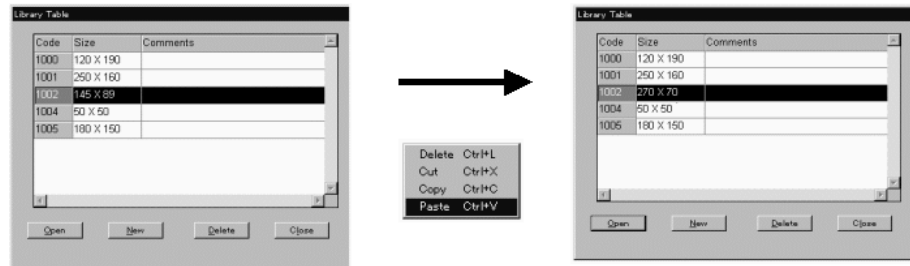 Library Table
Code Size Comments
1000 120 X 190
1001 250 X 160
1002 145 X 89
1004 50 X 50
1005 180 X 150
Open New Delete Close
Delete Ctrl+L
Cut Ctrl+X
Copy Ctrl+C
Paste Ctrl+V
Library Table
Code Size Comments
1000 120 X 190
1001 250 X 160
1002 270 X 70
1004 50 X 50
1005 180 X 150
Open New Delete Close